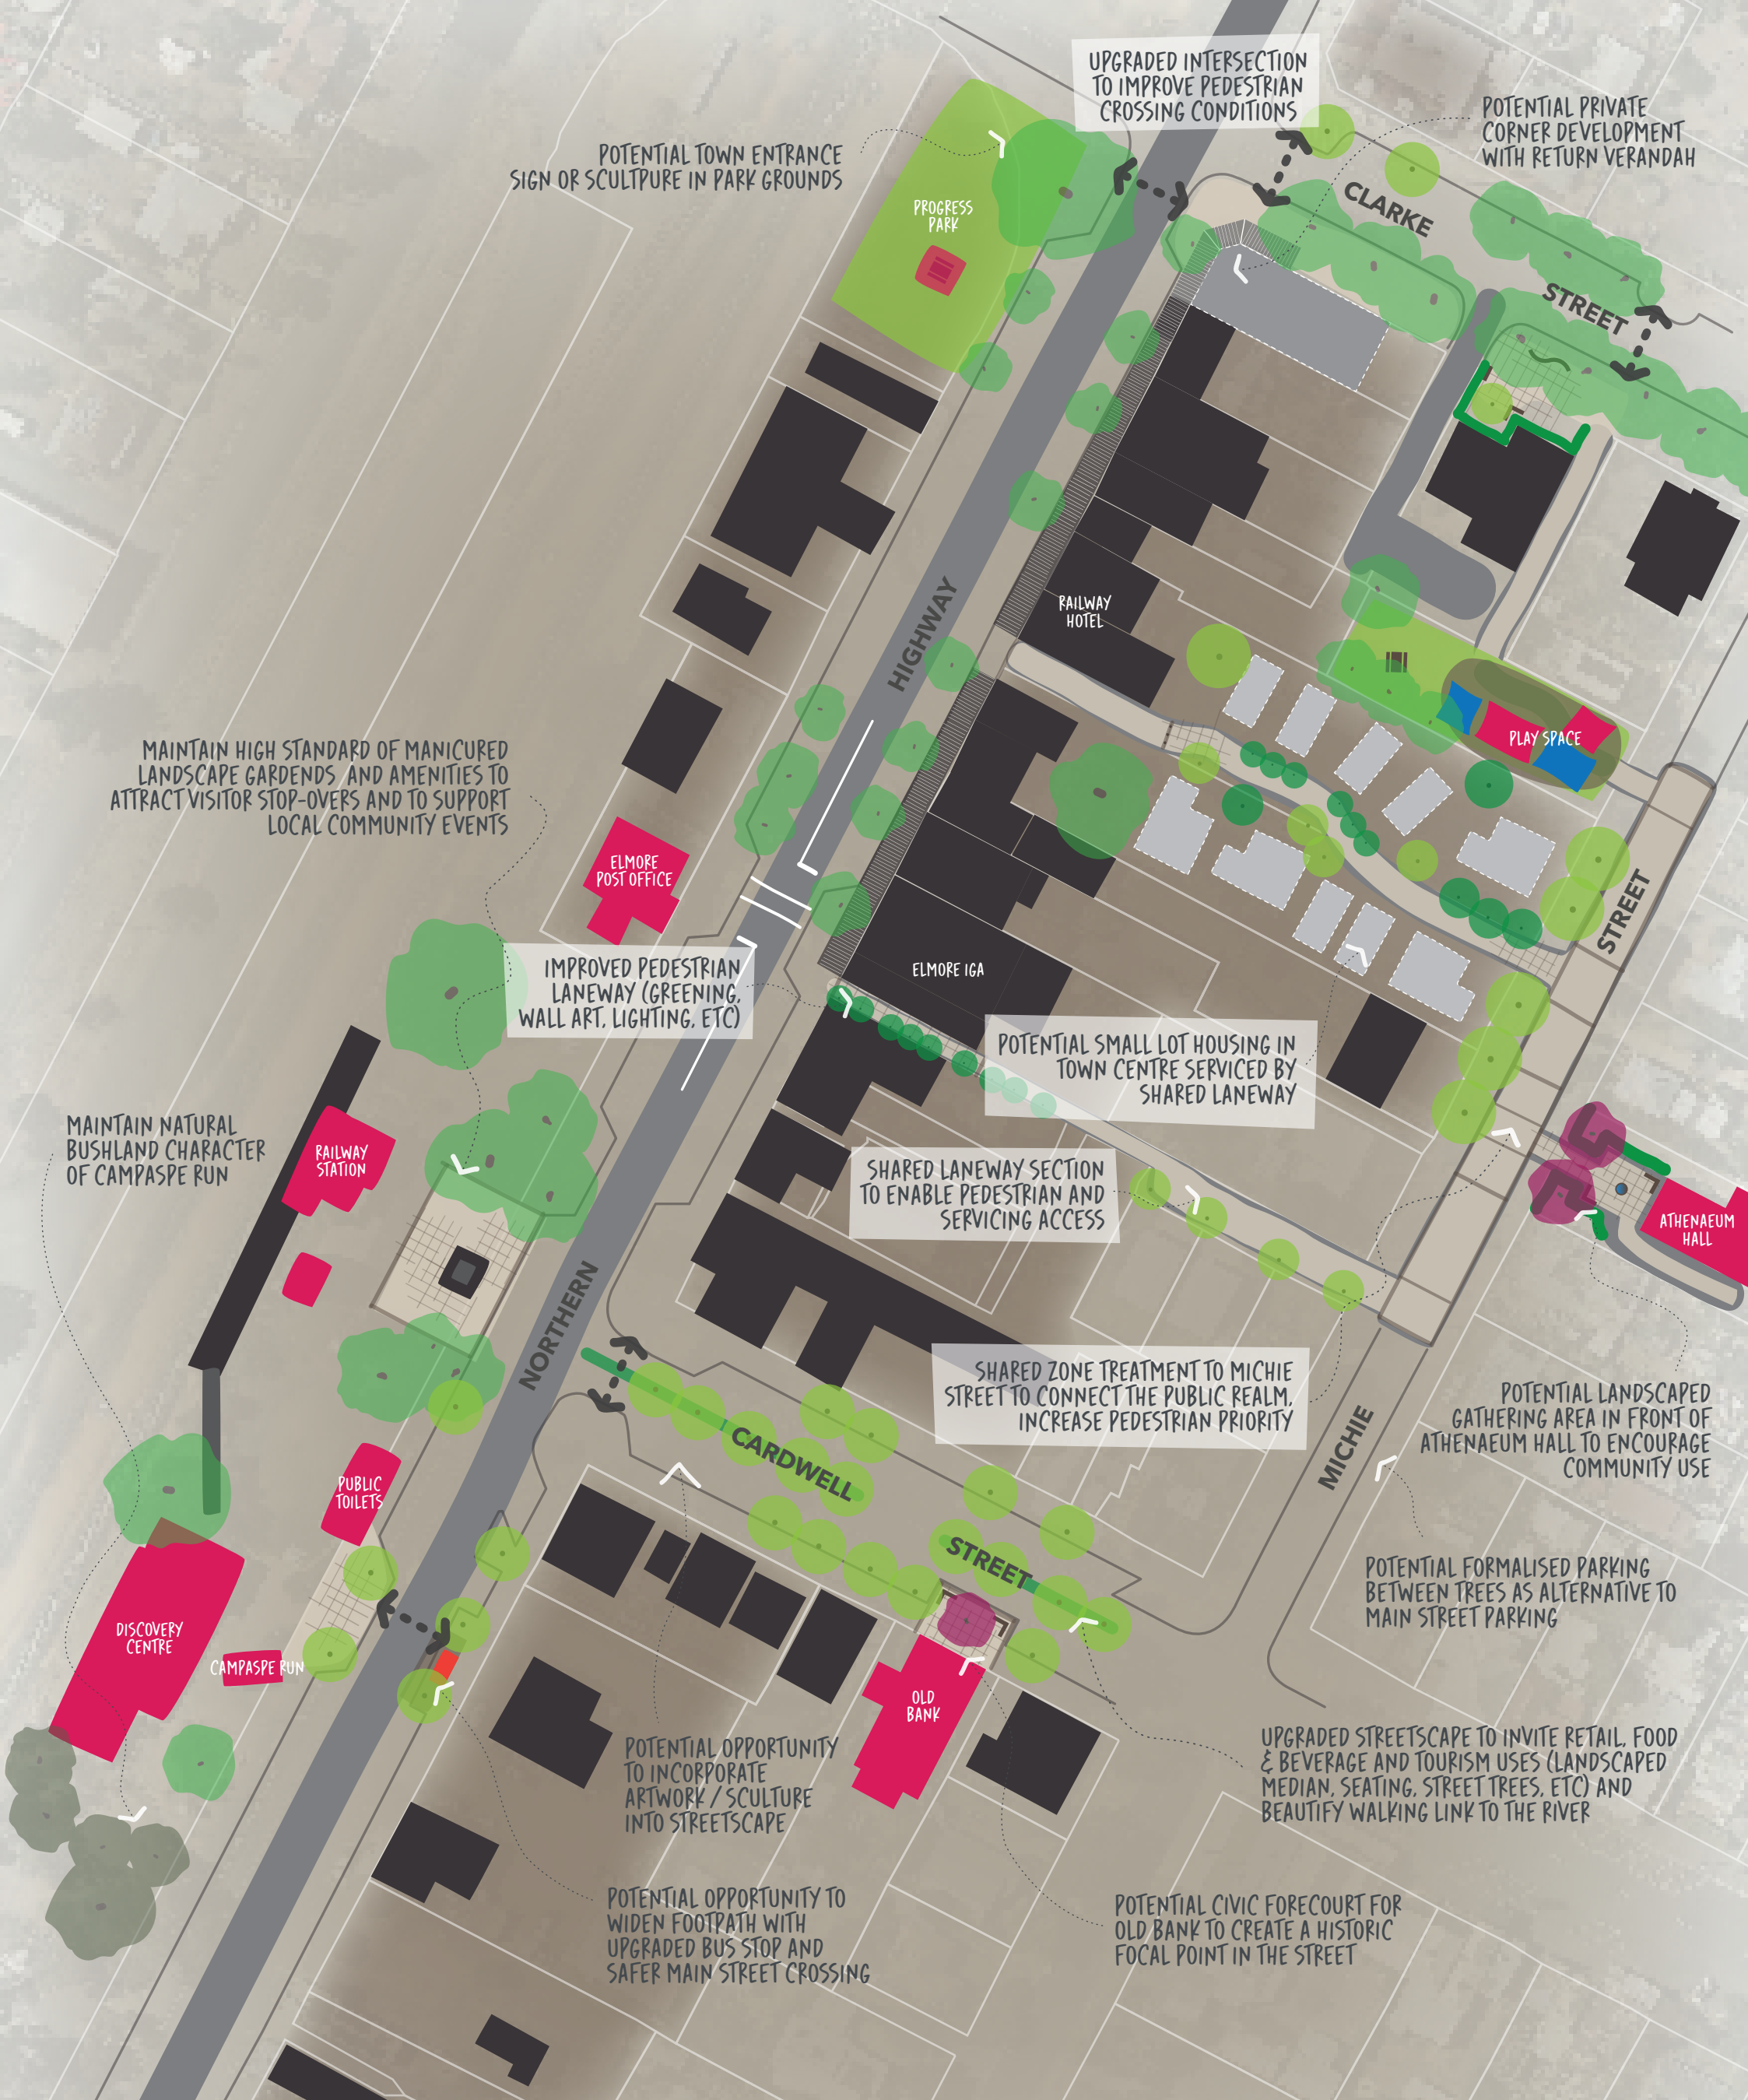 UPGRADED INTERSECTION
TO IMPROVE PEDESTRIAN
CROSSING CONDITIONS
POTENTIAL PRIVATE
CORNER DEVELOPMENT
WITH RETURN VERANDAH
POTENTIAL TOWN ENTRANCE
SIGN OR SCULTPURE IN PARK GROUNDS
PROGRESS
PARK
CLARKE
STREET
HIGHWAY
RAILWAY
HOTEL
PLAY SPACE
MAINTAIN HIGH STANDARD OF MANICURED
LANDSCAPE GARDENDS AND AMENITIES TO
ATTRACT VISITOR STOP-OVERS AND TO SUPPORT
LOCAL COMMUNITY EVENTS
ELMORE
POST OFFICE
STREET
IMPROVED PEDESTRIAN
LANEWAY (GREENING,
WALL ART, LIGHTING, ETC)
ELMORE IGA
POTENTIAL SMALL LOT HOUSING IN
TOWN CENTRE SERVICED BY
SHARED LANEWAY
MAINTAIN NATURAL
BUSHLAND CHARACTER
OF CAMPASPE RUN
RAILWAY
STATION
SHARED LANEWAY SECTION
TO ENABLE PEDESTRIAN AND
SERVICING ACCESS
ATHENAEUM
HALL
NORTHERN
SHARED ZONE TREATMENT TO MICHIE
STREET TO CONNECT THE PUBLIC REALM,
INCREASE PEDESTRIAN PRIORITY
POTENTIAL LANDSCAPED
GATHERING AREA IN FRONT OF
ATHENAEUM HALL TO ENCOURAGE
COMMUNITY USE
CARDWELL
MICHIE
PUBLIC
TOILETS
STREET
POTENTIAL FORMALISED PARKING
BETWEEN TREES AS ALTERNATIVE TO
MAIN STREET PARKING
DISCOVERY
CENTRE
CAMPASPE RUN
OLD
BANK
POTENTIAL OPPORTUNITY
TO INCORPORATE
ARTWORK / SCULTURE
INTO STREETSCAPE
UPGRADED STREETSCAPE TO INVITE RETAIL, FOOD
& BEVERAGE AND TOURISM USES (LANDSCAPED
MEDIAN, SEATING, STREET TREES, ETC) AND
BEAUTIFY WALKING LINK TO THE RIVER
POTENTIAL OPPORTUNITY TO
WIDEN FOOTPATH WITH
UPGRADED BUS STOP AND
SAFER MAIN STREET CROSSING
POTENTIAL CIVIC FORECOURT FOR
OLD BANK TO CREATE A HISTORIC
FOCAL POINT IN THE STREET